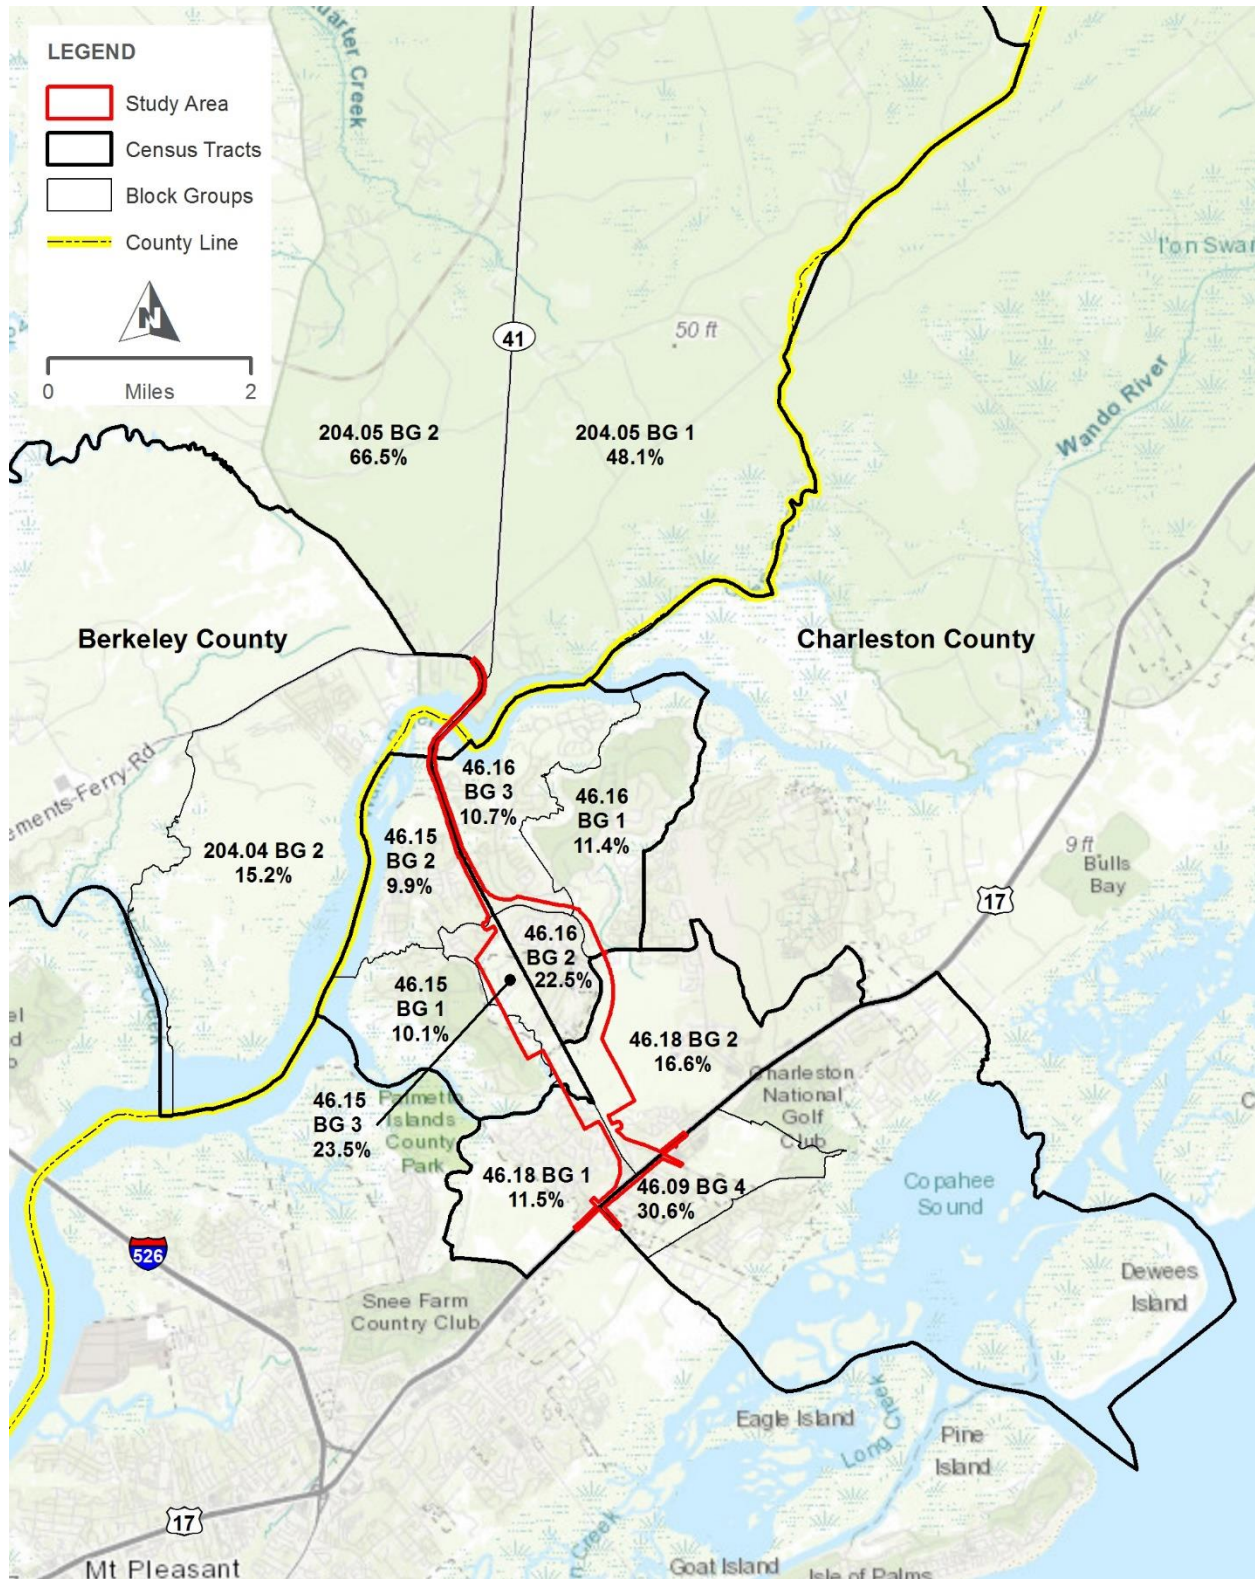 LEGEND
Study Area
Census Tracts
Block Groups
County Line
N
0 Miles 2
Creek
41
50 ft
I'on Swar
Wando River
204.05 BG 2
66.5%
204.05 BG 1
48.1%
Berkeley County
Charleston County
ements-Ferry-Rd
46.16
BG 3
10.7%
46.16
BG 1
11.4%
46.15
BG 2
9.9%
204.04 BG 2
15.2%
9 ft
Bulls
Bay
17
46.16
BG 2
22.5%
46.15
BG 1
10.1%
46.18 BG 2
16.6%
Charleston
National
Golf
Club
46.15
BG 3
23.5%
Palmetto
Islands
County
Park
46.18 BG 1
11.5%
46.09 BG 4
30.6%
Copahee
Sound
526
Dewees
Island
Snee Farm
Country Club
Eagle Island
Long Creek
Pine
Island
17
Creek
Mt Pleasant
Goat Island
Isle of Palms